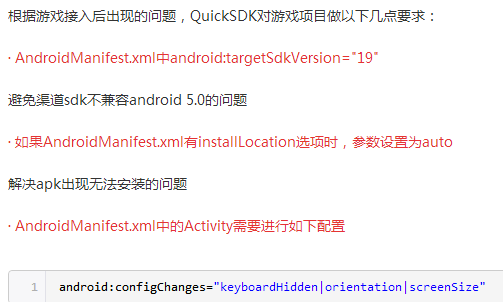 根据游戏接入后出现的问题，QuickSDK对游戏项目做以下几点要求：
· AndroidManifest.xml中android:targetSdkVersion="19"
避免渠道sdk不兼容android 5.0的问题
· 如果AndroidManifest.xml有installLocation选项时，参数设置为auto
解决apk出现无法安装的问题
· AndroidManifest.xml中的Activity需要进行如下配置
1 android:configChanges="keyboardHidden|orientation|screenSize"